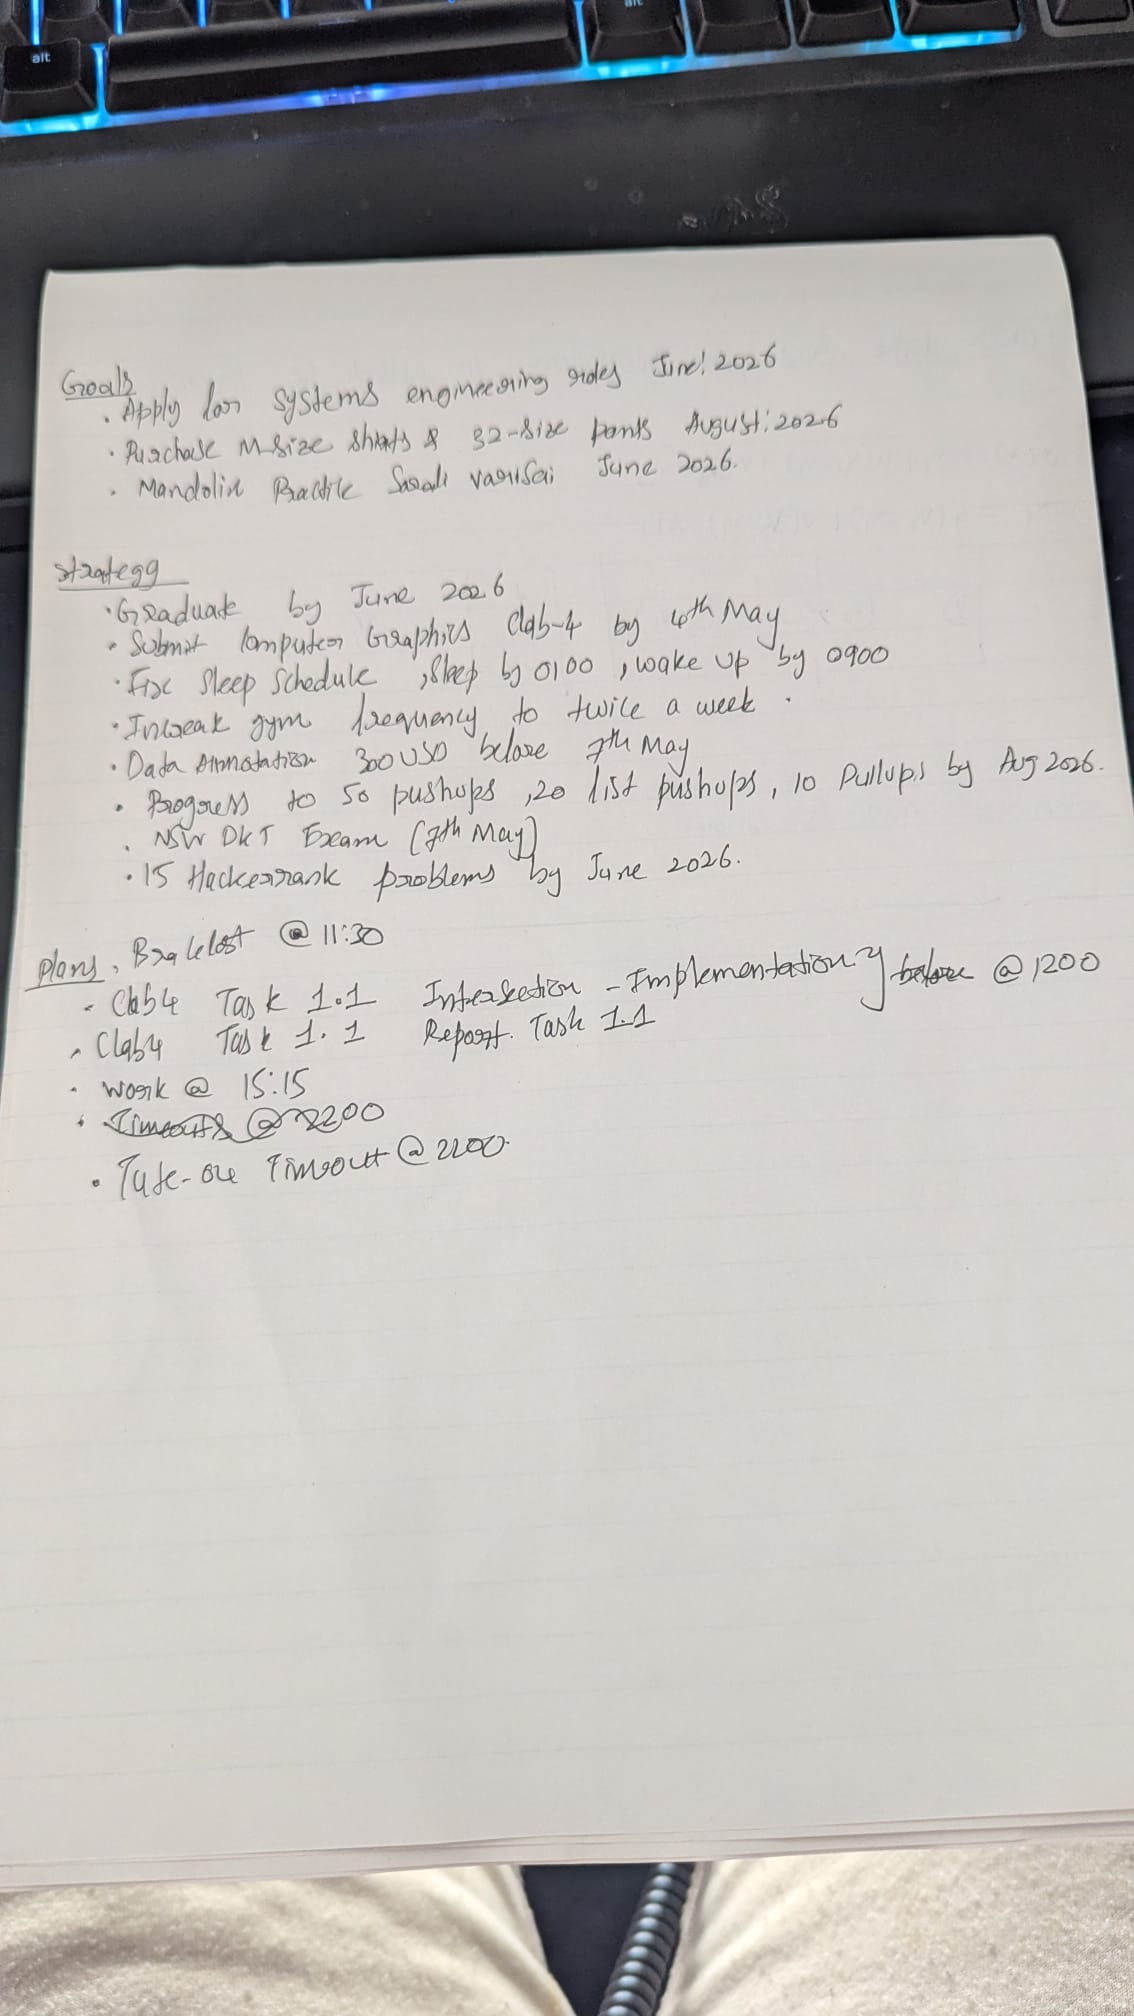 alt
alt
Goals
· Apply for systems engineering roles June! 2026
· Purchase M-size Shirts & 32-size pants August: 2026
· Mandolin Practice Sarali varisai June 2026.
Strategy
· Graduate by June 2026
· Submit Computer Graphics Clab-4 by 4th May
· Fix Sleep Schedule, Sleep by 0100, wake up by 0900
· Increase gym frequency to twice a week.
· Data Annotation 300 USD before 7th May
· Progress to 50 pushups, 20 fist pushups, 10 Pullups by Aug 2026.
· NSW DKT Exam (7th May)
· 15 Hackerrank problems by June 2026.
Plans · Breakfast @ 11:30
· Clab4 Task 1.1 Intersection - Implementation } before @ 1200
· Clab4 Task 1.1 Report. Task 1.1
· Work @ 15:15
· Timeouts @ 2200
· Timeout @ 2200.